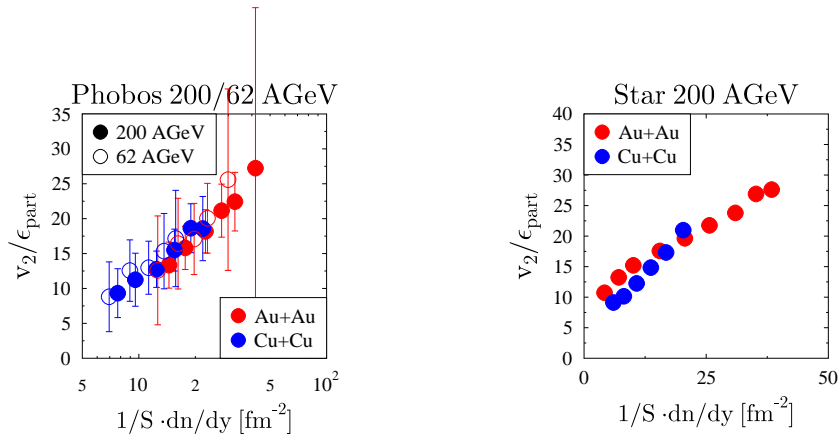 Phobos 200/62 AGeV
35
30
25
20
15
10
5
0
v₂/ϵₚₐᵣₜ
200 AGeV
62 AGeV
Au+Au
Cu+Cu
5 10 2 5 10²
1/S ·dn/dy [fm⁻²]
Star 200 AGeV
40
35
30
25
20
15
10
5
0
v₂/ϵₚₐᵣₜ
Au+Au
Cu+Cu
0 25 50
1/S ·dn/dy [fm⁻²]